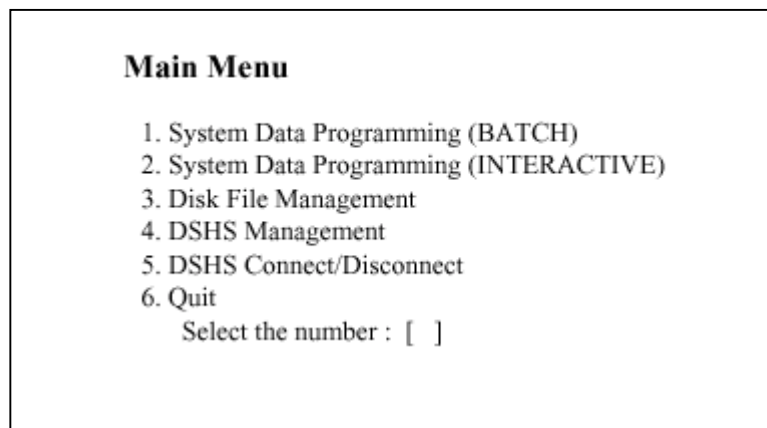 Main Menu
1. System Data Programming (BATCH)
2. System Data Programming (INTERACTIVE)
3. Disk File Management
4. DSHS Management
5. DSHS Connect/Disconnect
6. Quit
Select the number : [ ]